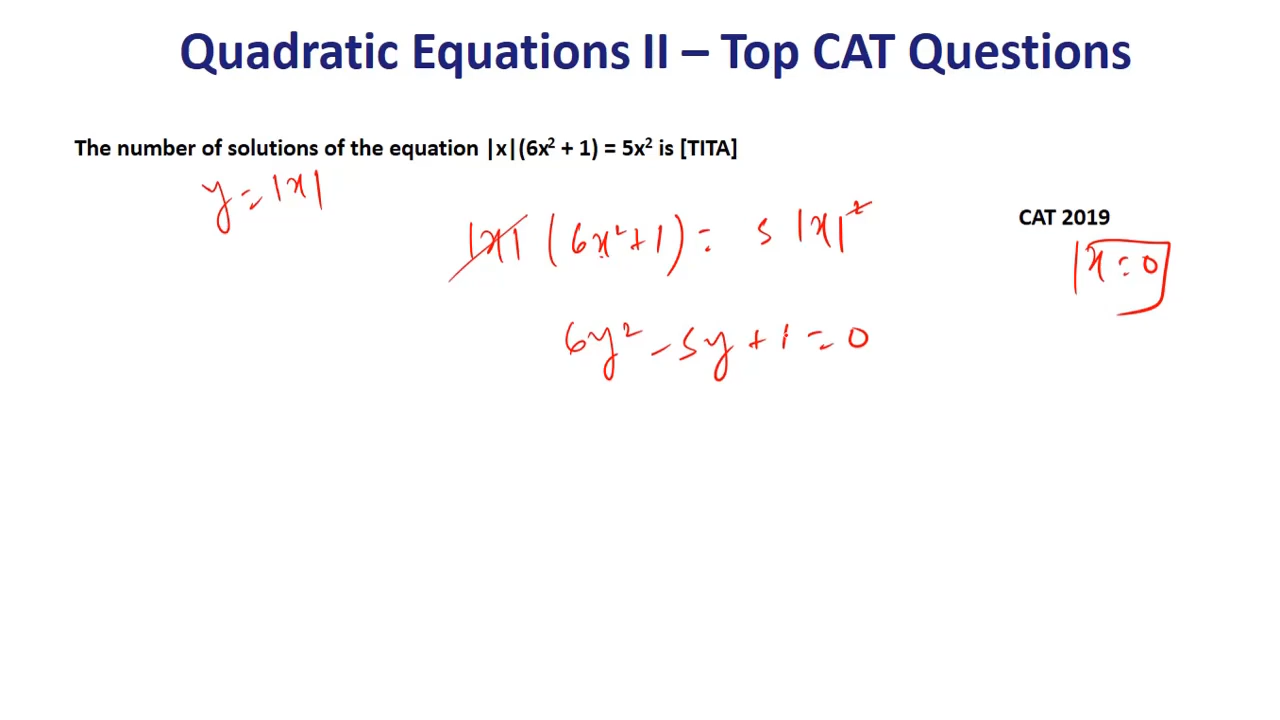 Quadratic Equations II – Top CAT Questions
The number of solutions of the equation |x|(6x² + 1) = 5x² is [TITA]
y = |x|
|x| (6x² + 1) = 5 |x|²
CAT 2019
x = 0
6y² - 5y + 1 = 0